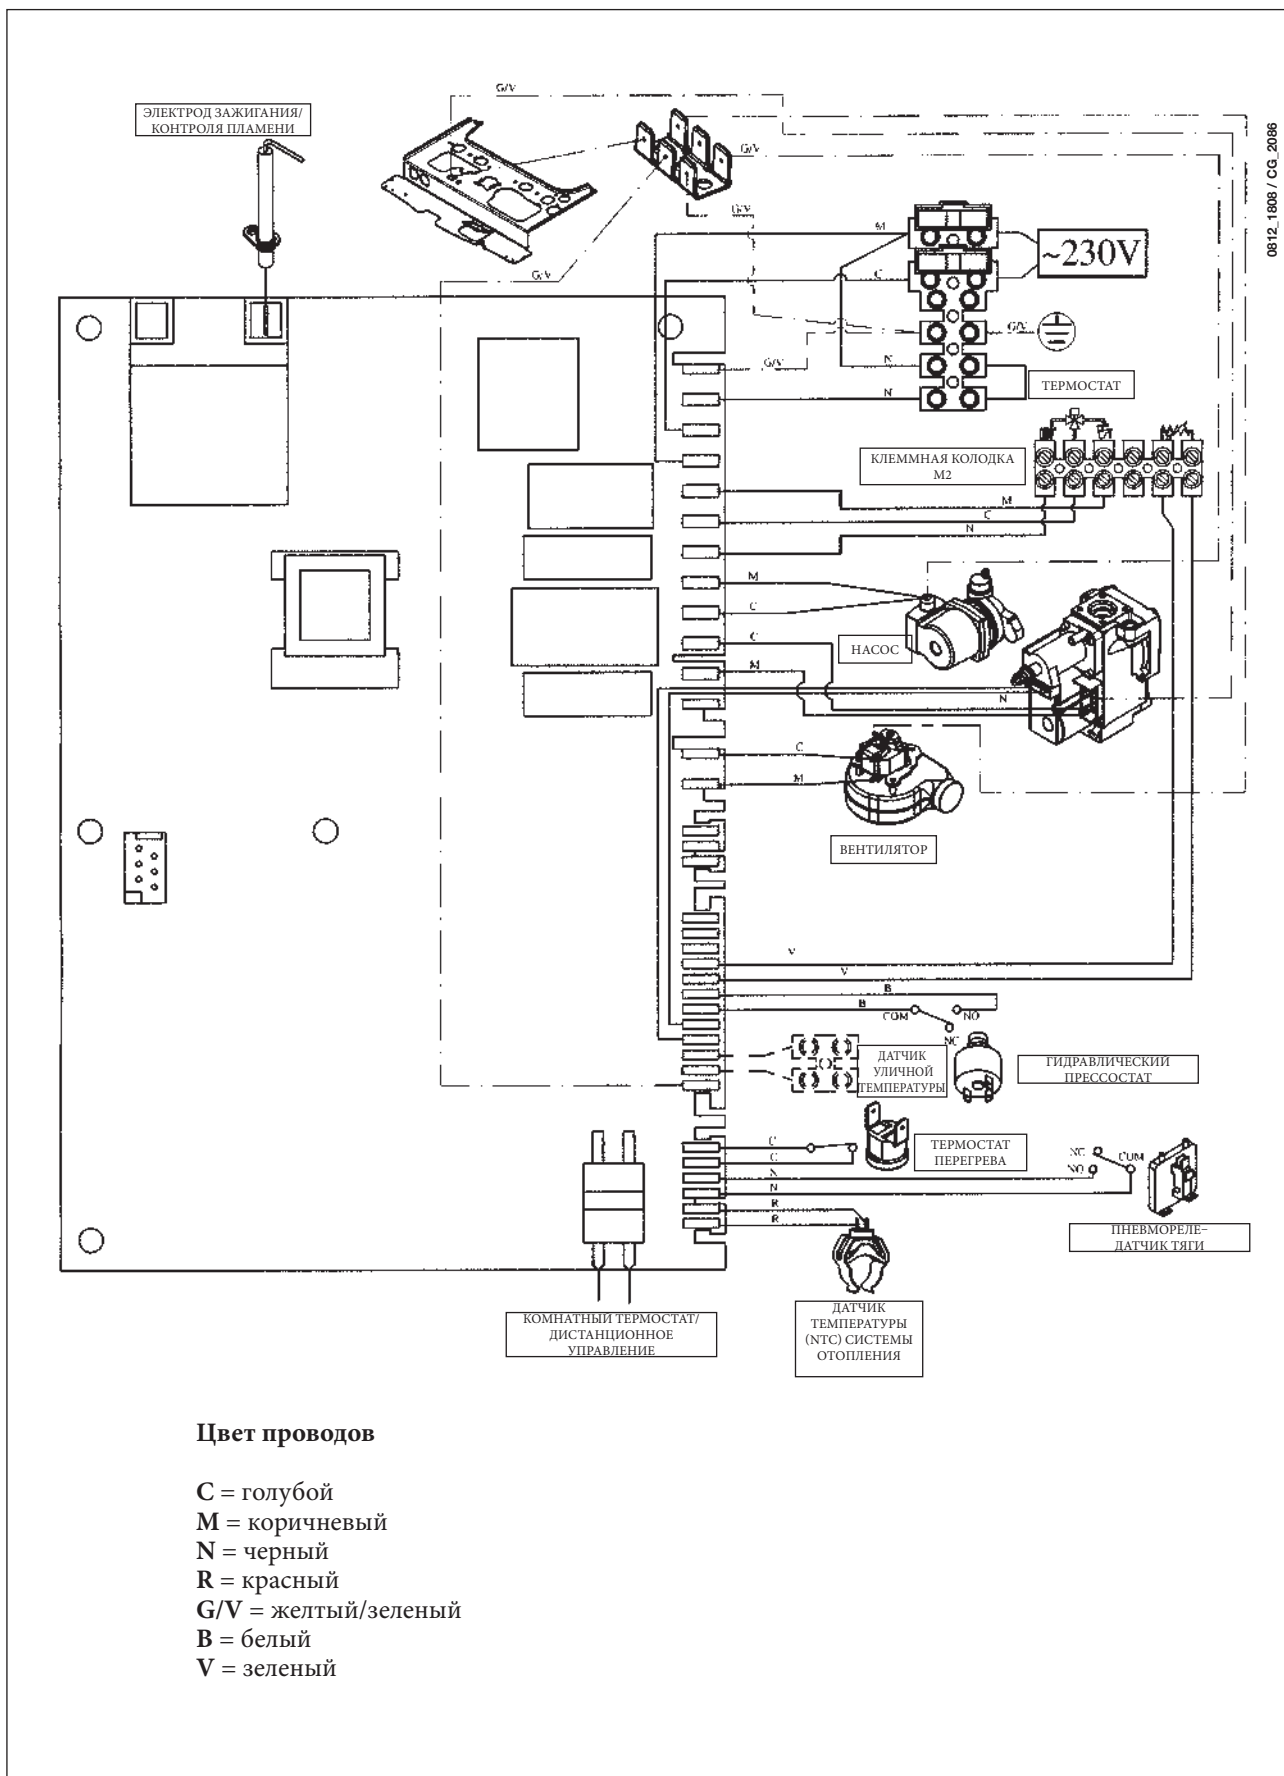 G/V
ЭЛЕКТРОД ЗАЖИГАНИЯ/
КОНТРОЛЯ ПЛАМЕНИ
0812_1808 / CG_2086
G/V
G/V
M
~230V
G/V
C
G/V
G/V
N
ТЕРМОСТАТ
N
КЛЕММНАЯ КОЛОДКА
M2
M
C
N
M
C
НАСОС
C
M
N
C
M
ВЕНТИЛЯТОР
V
V
B
B
COM
NO
NC
ДАТЧИК
УЛИЧНОЙ
ТЕМПЕРАТУРЫ
ГИДРАВЛИЧЕСКИЙ
ПРЕССОСТАТ
C
C
ТЕРМОСТАТ
ПЕРЕГРЕВА
NC
NO
COM
N
N
R
R
ПНЕВМОРЕЛЕ–
ДАТЧИК ТЯГИ
КОМНАТНЫЙ ТЕРМОСТАТ/
ДИСТАНЦИОННОЕ
УПРАВЛЕНИЕ
ДАТЧИК
ТЕМПЕРАТУРЫ
(NTC) СИСТЕМЫ
ОТОПЛЕНИЯ
Цвет проводов
C = голубой
M = коричневый
N = черный
R = красный
G/V = желтый/зеленый
B = белый
V = зеленый